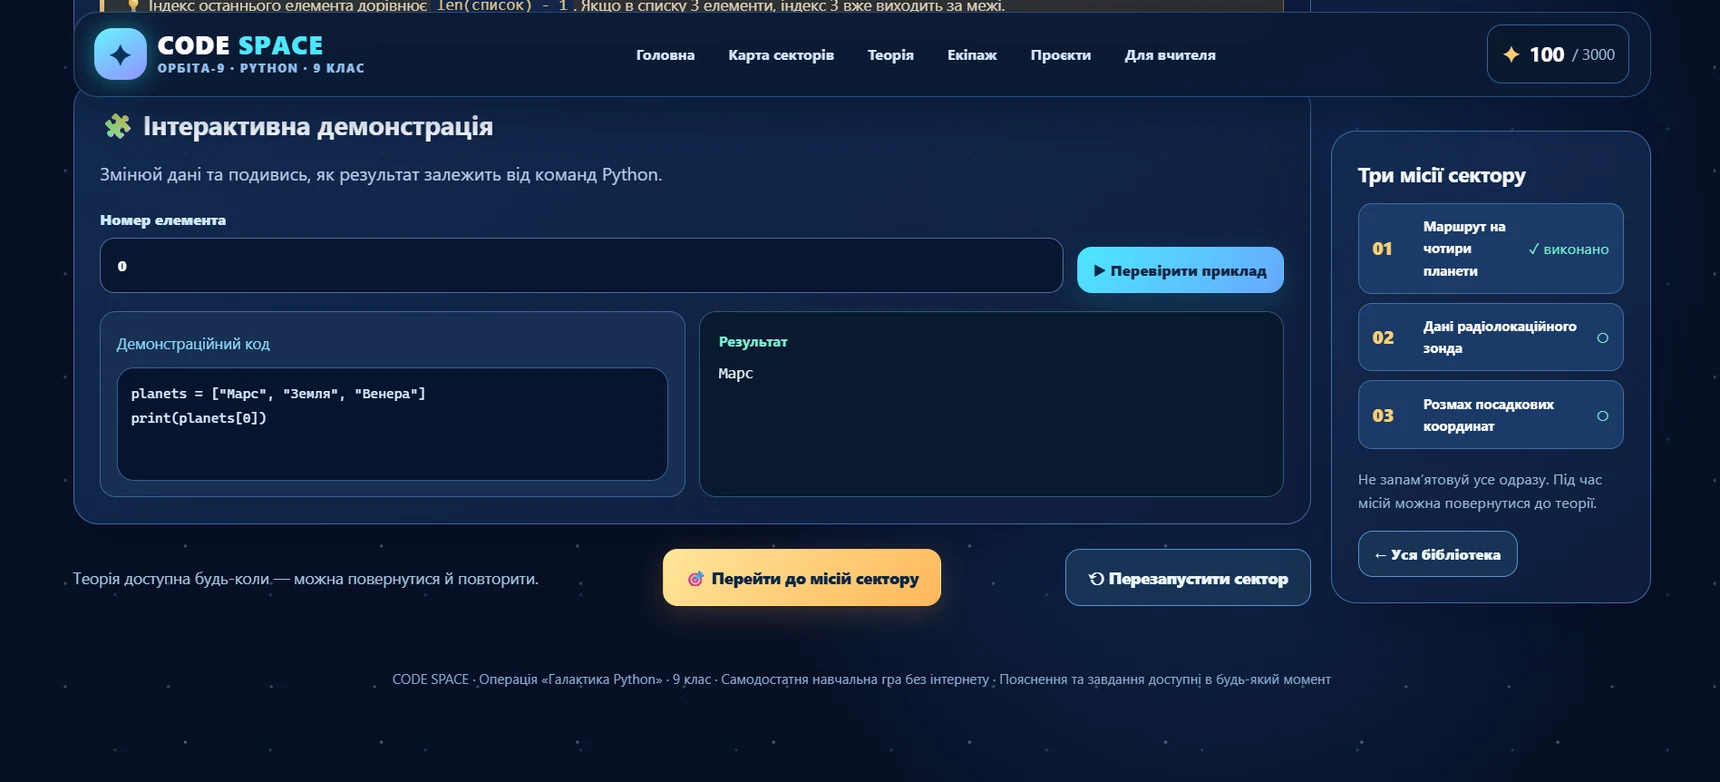 Індекс останнього елемента дорівнює len(список) - 1. Якщо в списку 3 елементи, індекс 3 вже виходить за межі.
CODE SPACE
ОРБІТА-9 · PYTHON · 9 КЛАС
Головна
Карта секторів
Теорія
Екіпаж
Проєкти
Для вчителя
100 / 3000
Інтерактивна демонстрація
Змінюй дані та подивись, як результат залежить від команд Python.
Номер елемента
0
▶ Перевірити приклад
Демонстраційний код
planets = ["Марс", "Земля", "Венера"]
print(planets[0])
Результат
Марс
Теорія доступна будь-коли — можна повернутися й повторити.
Перейти до місій сектору
Перезапустити сектор
Три місії сектору
01
Маршрут на
чотири
планети
✓ виконано
02
Дані радіолокаційного
зонда
03
Розмах посадкових
координат
Не запам’ятовуй усе одразу. Під час
місій можна повернутися до теорії.
← Уся бібліотека
CODE SPACE · Операція «Галактика Python» · 9 клас · Самодостатня навчальна гра без інтернету · Пояснення та завдання доступні в будь-який момент